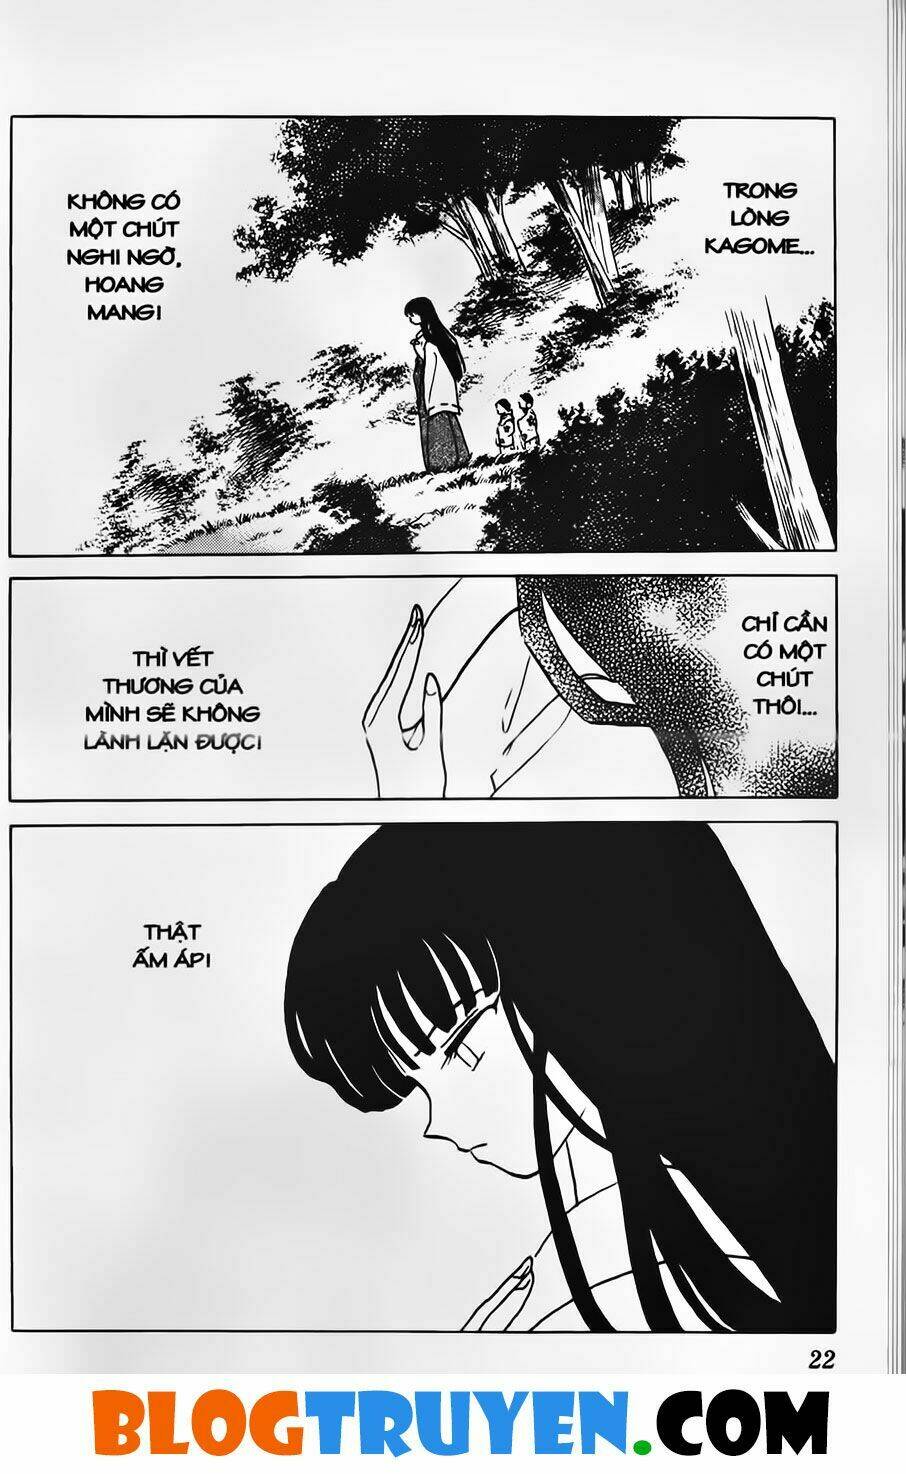 TRONG
LÒNG
KAGOME...
KHÔNG CÓ
MỘT CHÚT
NGHI NGỜ,
HOANG
MANG!
CHỈ CẦN
CÓ MỘT
CHÚT
THÔI...
THÌ VẾT
THƯƠNG CỦA
MÌNH SẼ KHÔNG
LÀNH LẶN ĐƯỢC!
THẬT
ẤM ÁP!
22
BLOGTRUYEN.COM